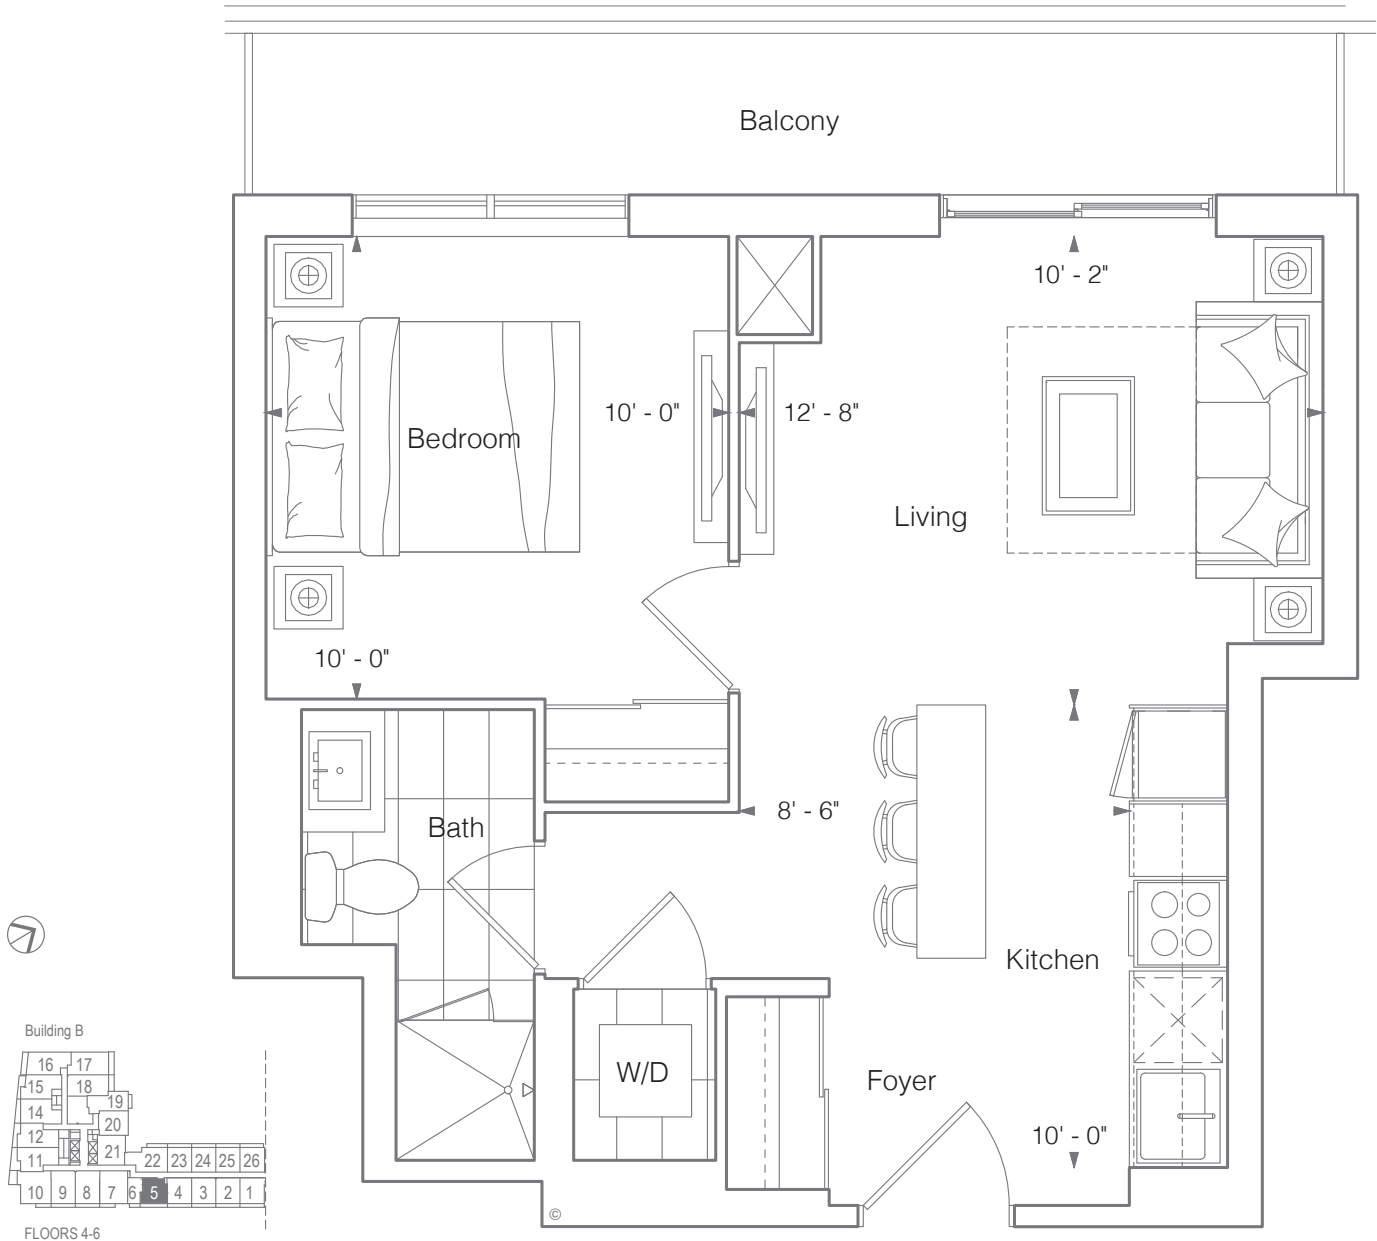 Balcony
10' - 2"
10' - 0"
12' - 8"
Bedroom
Living
10' - 0"
8' - 6"
Bath
Kitchen
W/D
Foyer
10' - 0"
©
Building B
16 17
15 18
19
14
20
12
21
11
22 23 24 25 26
10 9 8 7 6 5 4 3 2 1
FLOORS 4-6